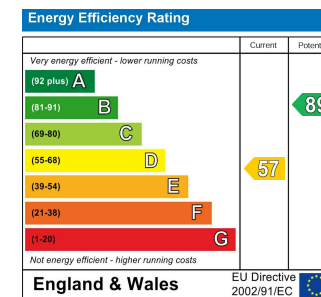 Energy Efficiency Rating
Current
Very energy efficient - lower running costs
(92 plus) A
(81-91) B
(69-80) C
(55-68) D
57
(39-54) E
(21-38) F
(1-20) G
Not energy efficient - higher running costs
England & Wales
EU Directive
2002/91/EC